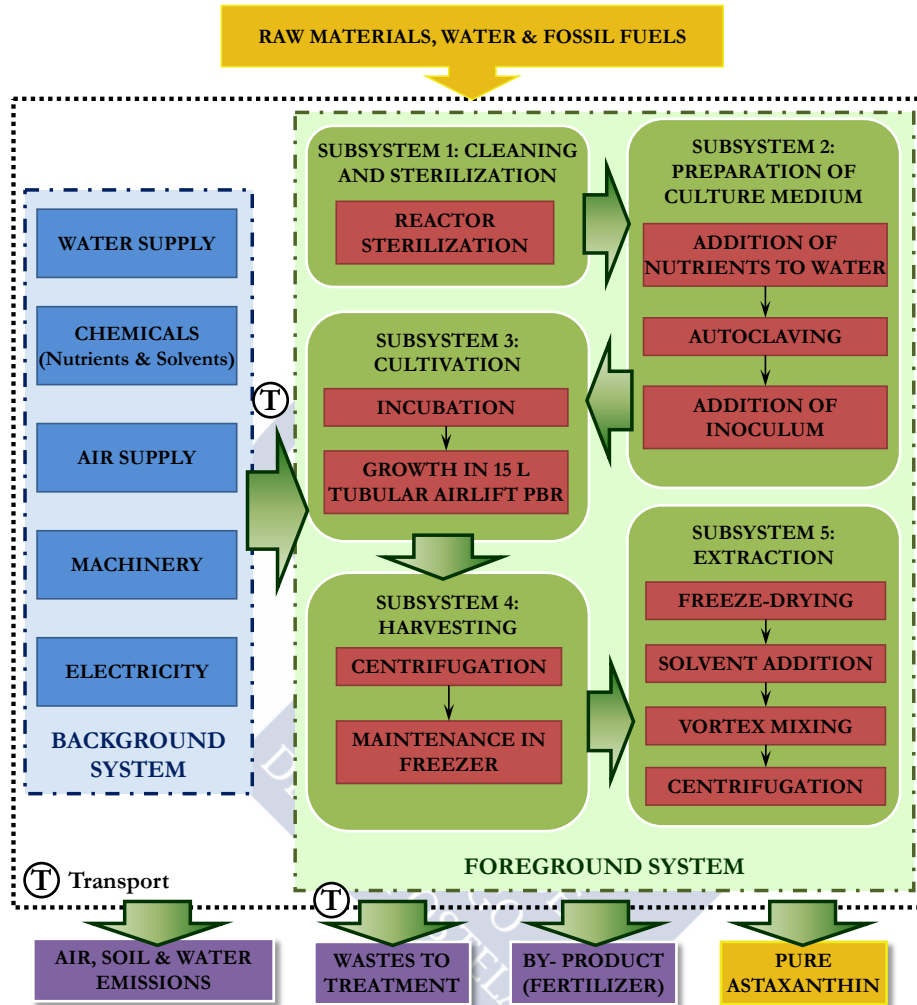 RAW MATERIALS, WATER & FOSSIL FUELS
SUBSYSTEM 1: CLEANING
AND STERILIZATION
REACTOR
STERILIZATION
SUBSYSTEM 2:
PREPARATION OF
CULTURE MEDIUM
ADDITION OF
NUTRIENTS TO WATER
AUTOCLAVING
ADDITION OF
INOCULUM
SUBSYSTEM 3:
CULTIVATION
INCUBATION
GROWTH IN 15 L
TUBULAR AIRLIFT PBR
SUBSYSTEM 4:
HARVESTING
CENTRIFUGATION
MAINTENANCE IN
FREEZER
SUBSYSTEM 5:
EXTRACTION
FREEZE-DRYING
SOLVENT ADDITION
VORTEX MIXING
CENTRIFUGATION
FOREGROUND SYSTEM
WATER SUPPLY
CHEMICALS
(Nutrients & Solvents)
AIR SUPPLY
MACHINERY
ELECTRICITY
BACKGROUND
SYSTEM
T
T Transport
T
AIR, SOIL & WATER
EMISSIONS
WASTES TO
TREATMENT
BY- PRODUCT
(FERTILIZER)
PURE
ASTAXANTHIN